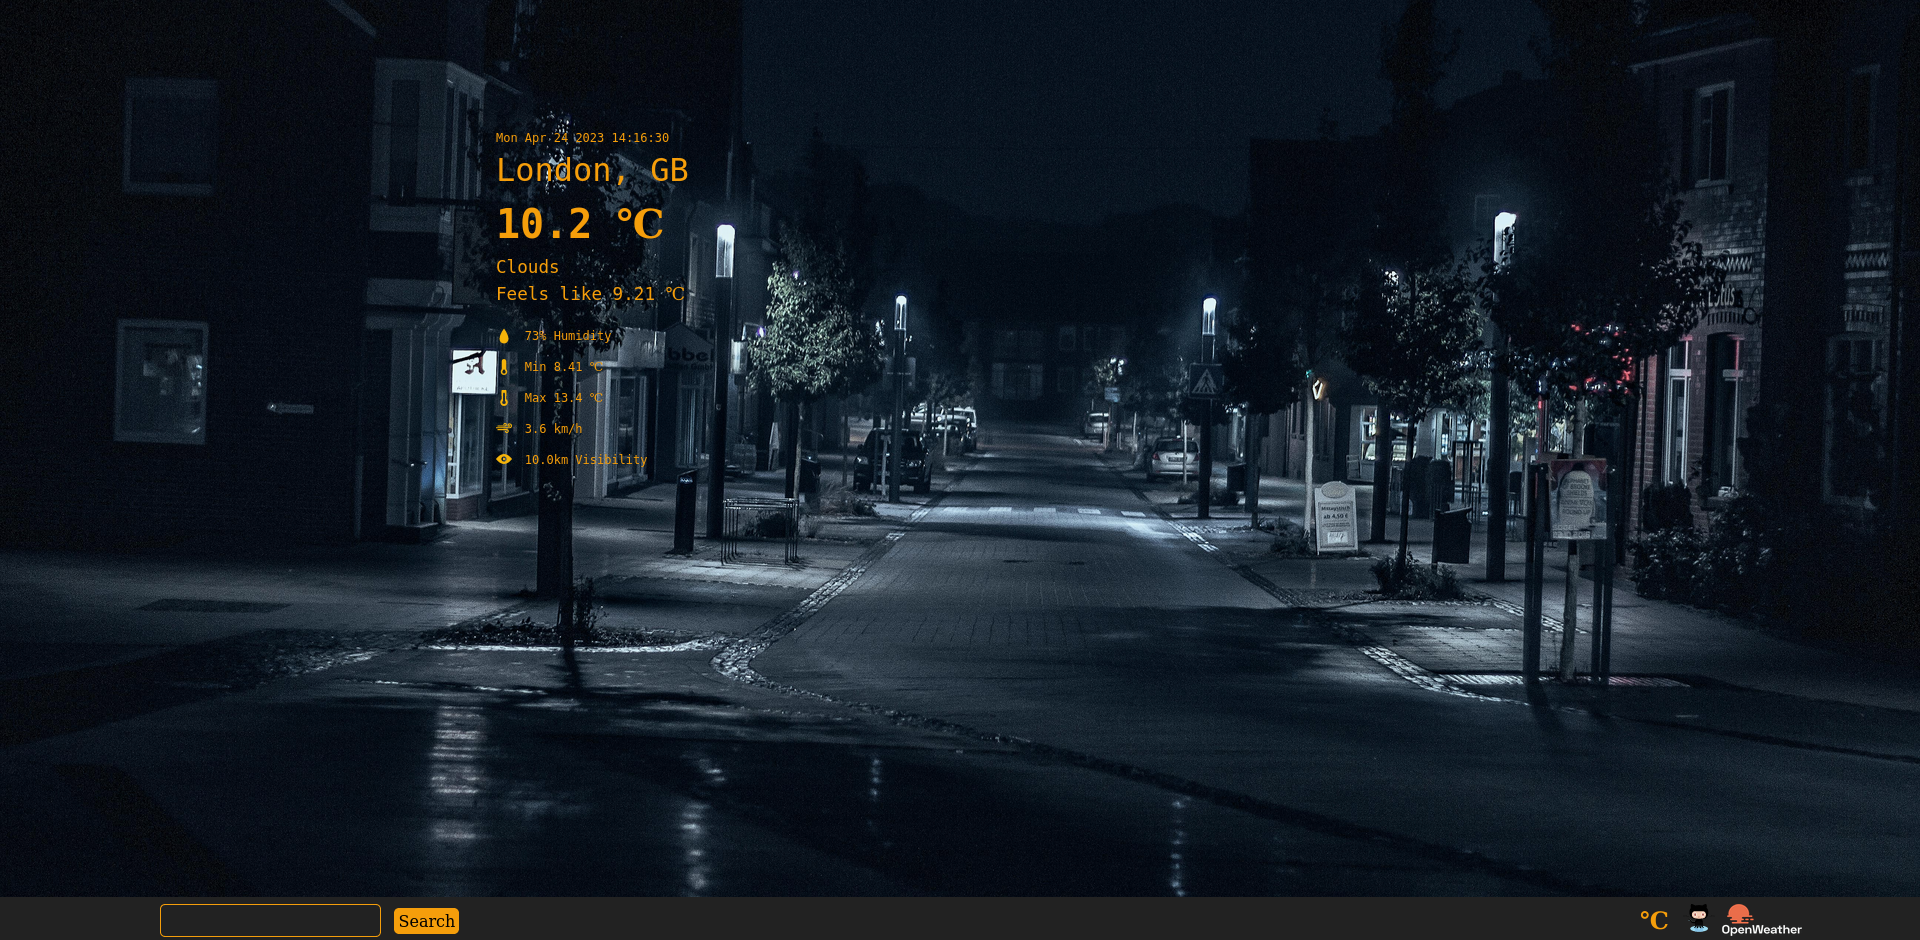 Mon Apr 24 2023 14:16:30
London, GB
10.2 ℃
Clouds
Feels like 9.21 ℃
73% Humidity
Min 8.41 ℃
Max 13.4 ℃
3.6 km/h
10.0km Visibility
Search
°C
OpenWeather